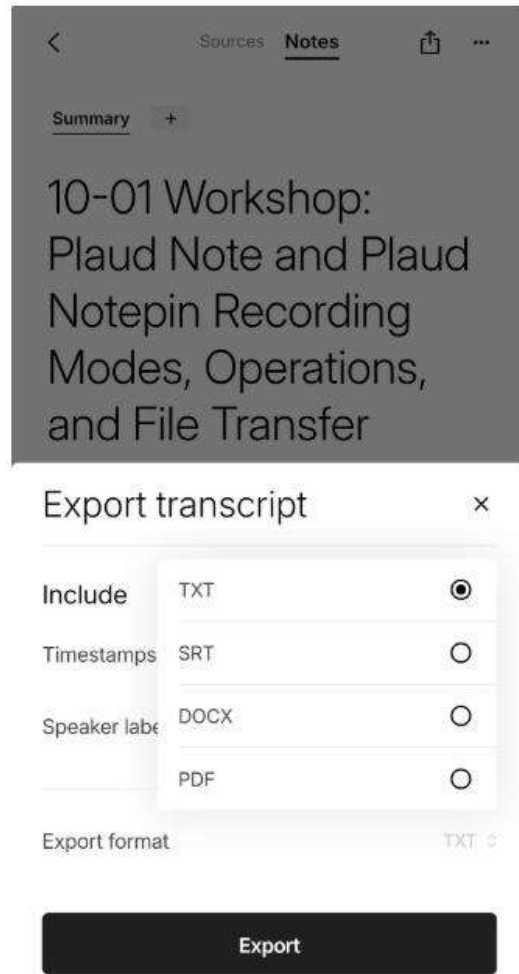 Sources Notes
Summary +
10-01 Workshop:
Plaud Note and Plaud
Notepin Recording
Modes, Operations,
and File Transfer
Export transcript
Include
TXT
Timestamps
SRT
Speaker labe
DOCX
PDF
Export format TXT
Export